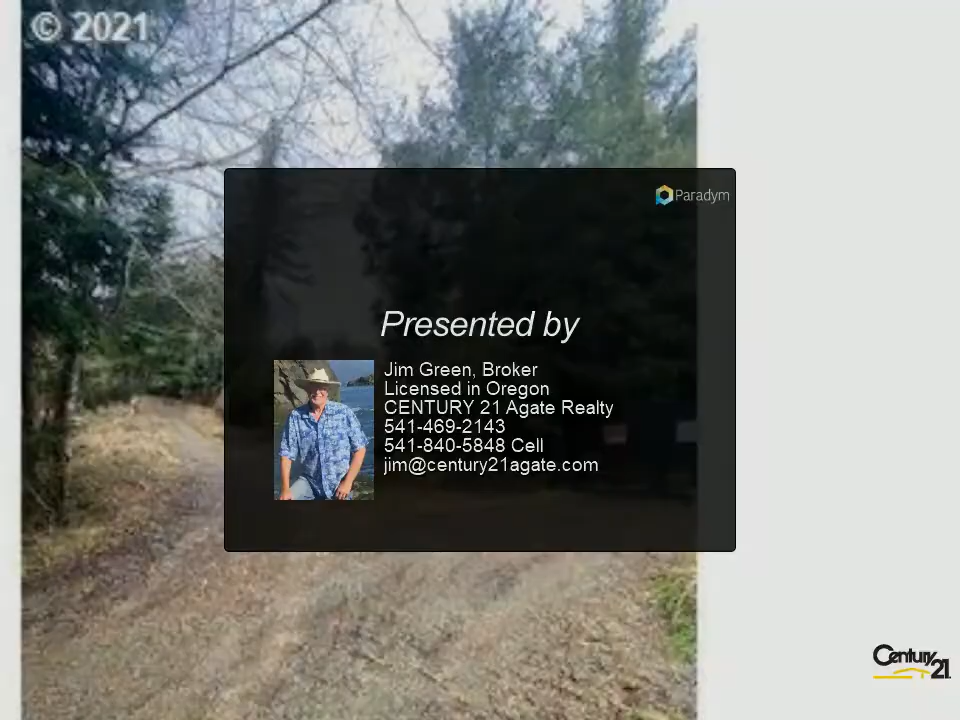 © 2021
Paradym
Presented by
Jim Green, Broker
Licensed in Oregon
CENTURY 21 Agate Realty
541-469-2143
541-840-5848 Cell
jim@century21agate.com
Century
21